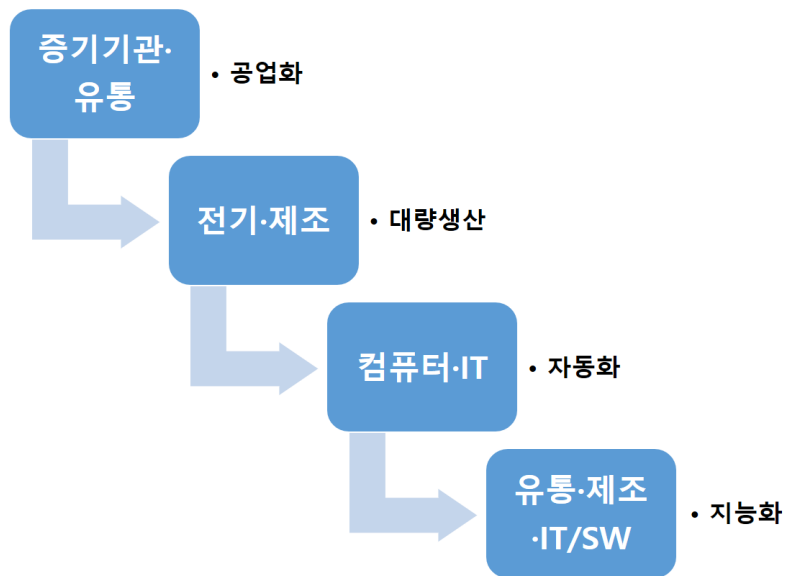 증기기관·
유통
• 공업화
전기·제조
• 대량생산
컴퓨터·IT
• 자동화
유통·제조
·IT/SW
• 지능화